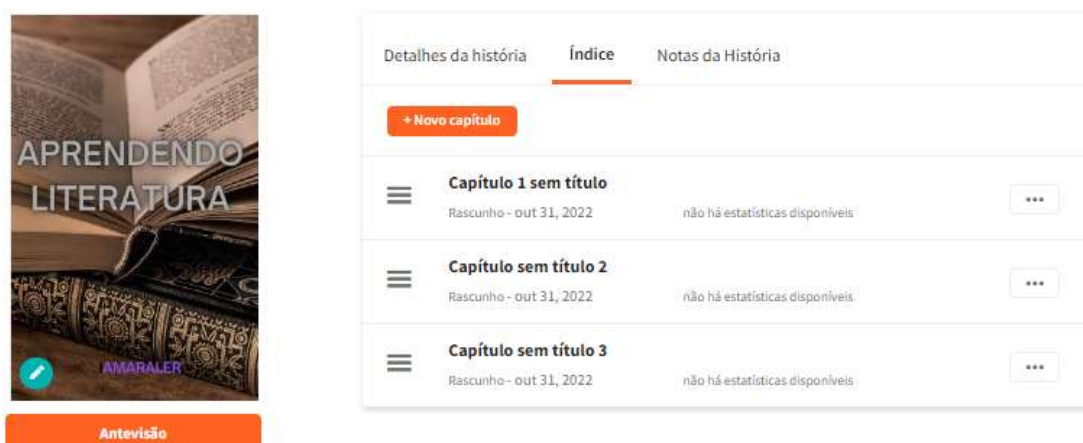 APRENDENDO
LITERATURA
AMARALER
Antevisão
Detalhes da história Índice Notas da História
+ Novo capítulo
Capítulo 1 sem título
Rascunho - out 31, 2022 não há estatísticas disponíveis
Capítulo sem título 2
Rascunho - out 31, 2022 não há estatísticas disponíveis
Capítulo sem título 3
Rascunho - out 31, 2022 não há estatísticas disponíveis